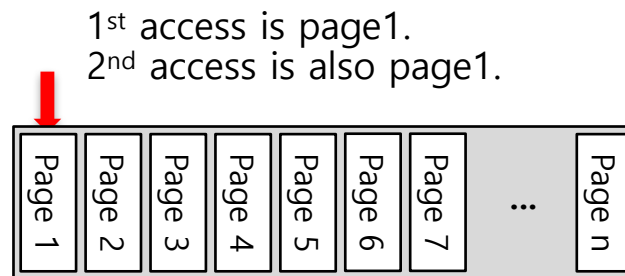 1st access is page1.
2nd access is also page1.
Page 1
Page 2
Page 3
Page 4
Page 5
Page 6
Page 7
...
Page n